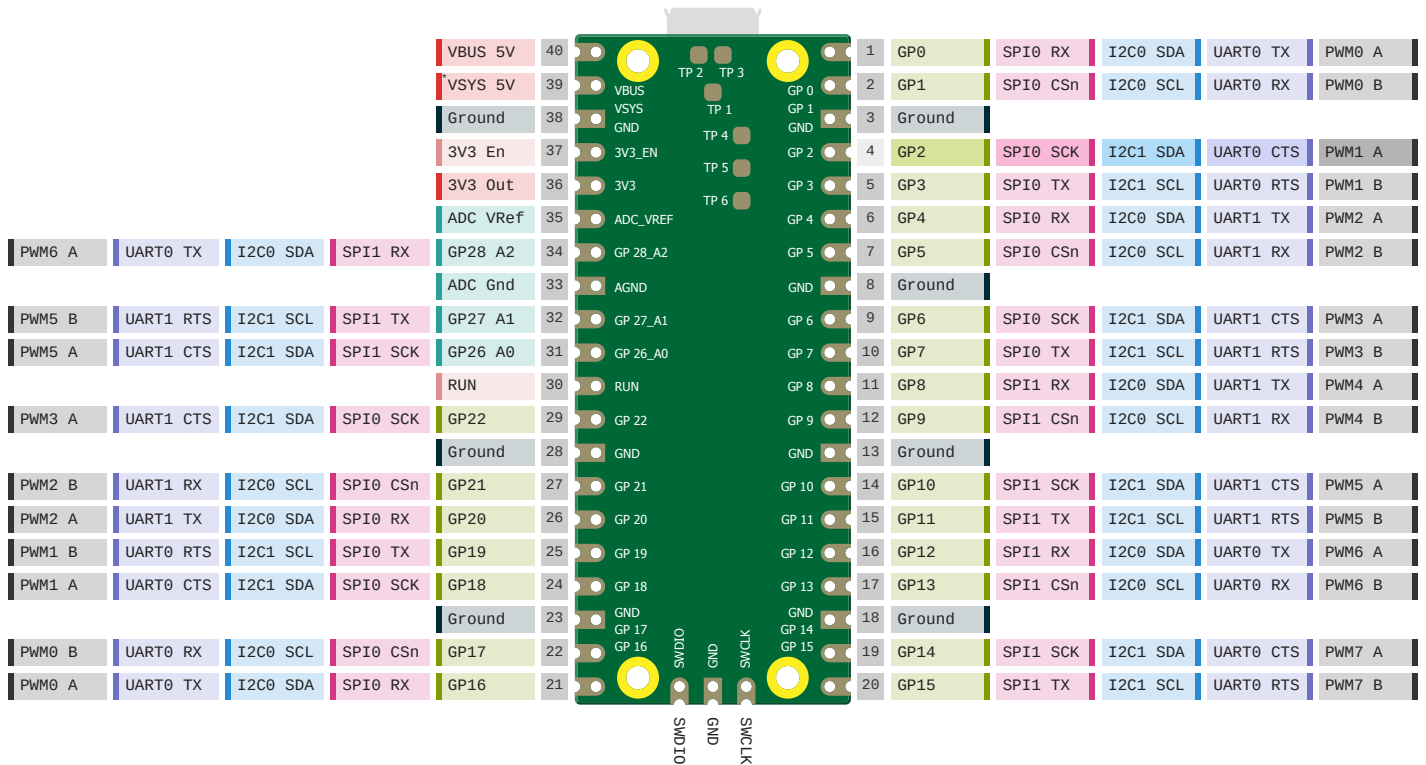 VBUS 5V 40 1 GP0 SPI0 RX I2C0 SDA UART0 TX PWM0 A
TP 2 TP 3
*VSYS 5V 39 VBUS GP 0 2 GP1 SPI0 CSn I2C0 SCL UART0 RX PWM0 B
VSYS TP 1 GP 1
Ground 38 GND GND 3 Ground
TP 4
3V3 En 37 3V3_EN GP 2 4 GP2 SPI0 SCK I2C1 SDA UART0 CTS PWM1 A
TP 5
3V3 Out 36 3V3 GP 3 5 GP3 SPI0 TX I2C1 SCL UART0 RTS PWM1 B
TP 6
ADC VRef 35 ADC_VREF GP 4 6 GP4 SPI0 RX I2C0 SDA UART1 TX PWM2 A
PWM6 A UART0 TX I2C0 SDA SPI1 RX GP28 A2 34 GP 28_A2 GP 5 7 GP5 SPI0 CSn I2C0 SCL UART1 RX PWM2 B
ADC Gnd 33 AGND GND 8 Ground
PWM5 B UART1 RTS I2C1 SCL SPI1 TX GP27 A1 32 GP 27_A1 GP 6 9 GP6 SPI0 SCK I2C1 SDA UART1 CTS PWM3 A
PWM5 A UART1 CTS I2C1 SDA SPI1 SCK GP26 A0 31 GP 26_A0 GP 7 10 GP7 SPI0 TX I2C1 SCL UART1 RTS PWM3 B
RUN 30 RUN GP 8 11 GP8 SPI1 RX I2C0 SDA UART1 TX PWM4 A
PWM3 A UART1 CTS I2C1 SDA SPI0 SCK GP22 29 GP 22 GP 9 12 GP9 SPI1 CSn I2C0 SCL UART1 RX PWM4 B
Ground 28 GND GND 13 Ground
PWM2 B UART1 RX I2C0 SCL SPI0 CSn GP21 27 GP 21 GP 10 14 GP10 SPI1 SCK I2C1 SDA UART1 CTS PWM5 A
PWM2 A UART1 TX I2C0 SDA SPI0 RX GP20 26 GP 20 GP 11 15 GP11 SPI1 TX I2C1 SCL UART1 RTS PWM5 B
PWM1 B UART0 RTS I2C1 SCL SPI0 TX GP19 25 GP 19 GP 12 16 GP12 SPI1 RX I2C0 SDA UART0 TX PWM6 A
PWM1 A UART0 CTS I2C1 SDA SPI0 SCK GP18 24 GP 18 GP 13 17 GP13 SPI1 CSn I2C0 SCL UART0 RX PWM6 B
Ground 23 GND GND 18 Ground
GP 17 GP 14
PWM0 B UART0 RX I2C0 SCL SPI0 CSn GP17 22 GP 16 SWDIO GND SWCLK GP 15 19 GP14 SPI1 SCK I2C1 SDA UART0 CTS PWM7 A
PWM0 A UART0 TX I2C0 SDA SPI0 RX GP16 21 20 GP15 SPI1 TX I2C1 SCL UART0 RTS PWM7 B
SWDIO GND SWCLK